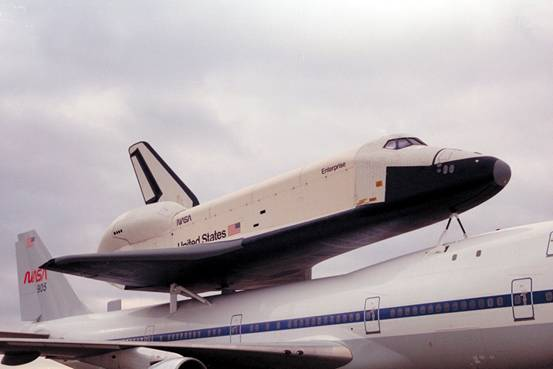 Enterprise
NASA
United States
NASA
905